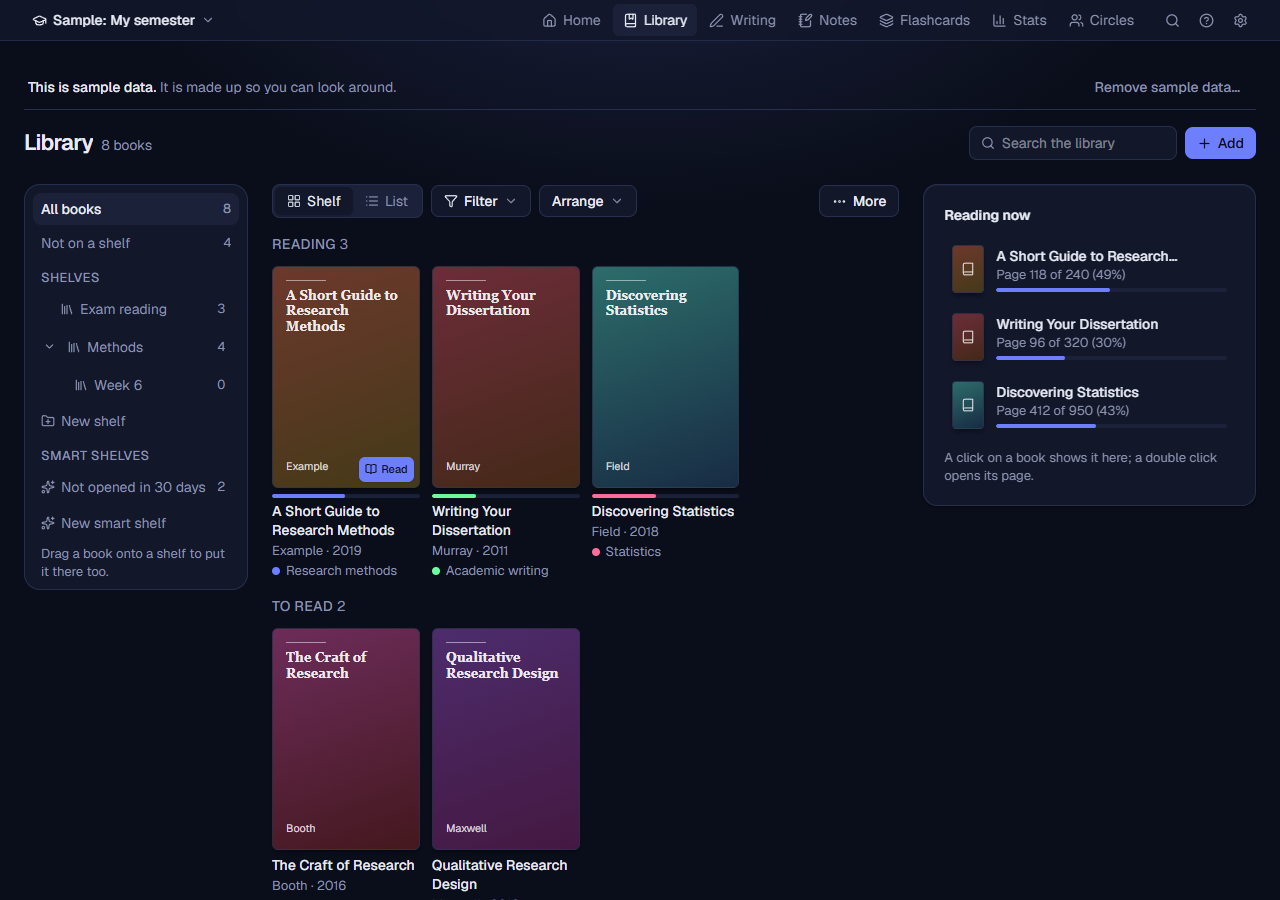 Sample: My semester
Home
Library
Writing
Notes
Flashcards
Stats
Circles
This is sample data. It is made up so you can look around.
Remove sample data...
Library 8 books
Search the library
Add
All books 8
Not on a shelf 4
SHELVES
Exam reading 3
Methods 4
Week 6 0
New shelf
SMART SHELVES
Not opened in 30 days 2
New smart shelf
Drag a book onto a shelf to put
it there too.
Shelf
List
Filter
Arrange
More
READING 3
A Short Guide to
Research
Methods
Example
Read
A Short Guide to
Research Methods
Example · 2019
Research methods
Writing Your
Dissertation
Murray
Writing Your
Dissertation
Murray · 2011
Academic writing
Discovering
Statistics
Field
Discovering Statistics
Field · 2018
Statistics
TO READ 2
The Craft of
Research
Booth
The Craft of Research
Booth · 2016
Qualitative
Research Design
Maxwell
Qualitative Research
Design
Reading now
A Short Guide to Research...
Page 118 of 240 (49%)
Writing Your Dissertation
Page 96 of 320 (30%)
Discovering Statistics
Page 412 of 950 (43%)
A click on a book shows it here; a double click
opens its page.